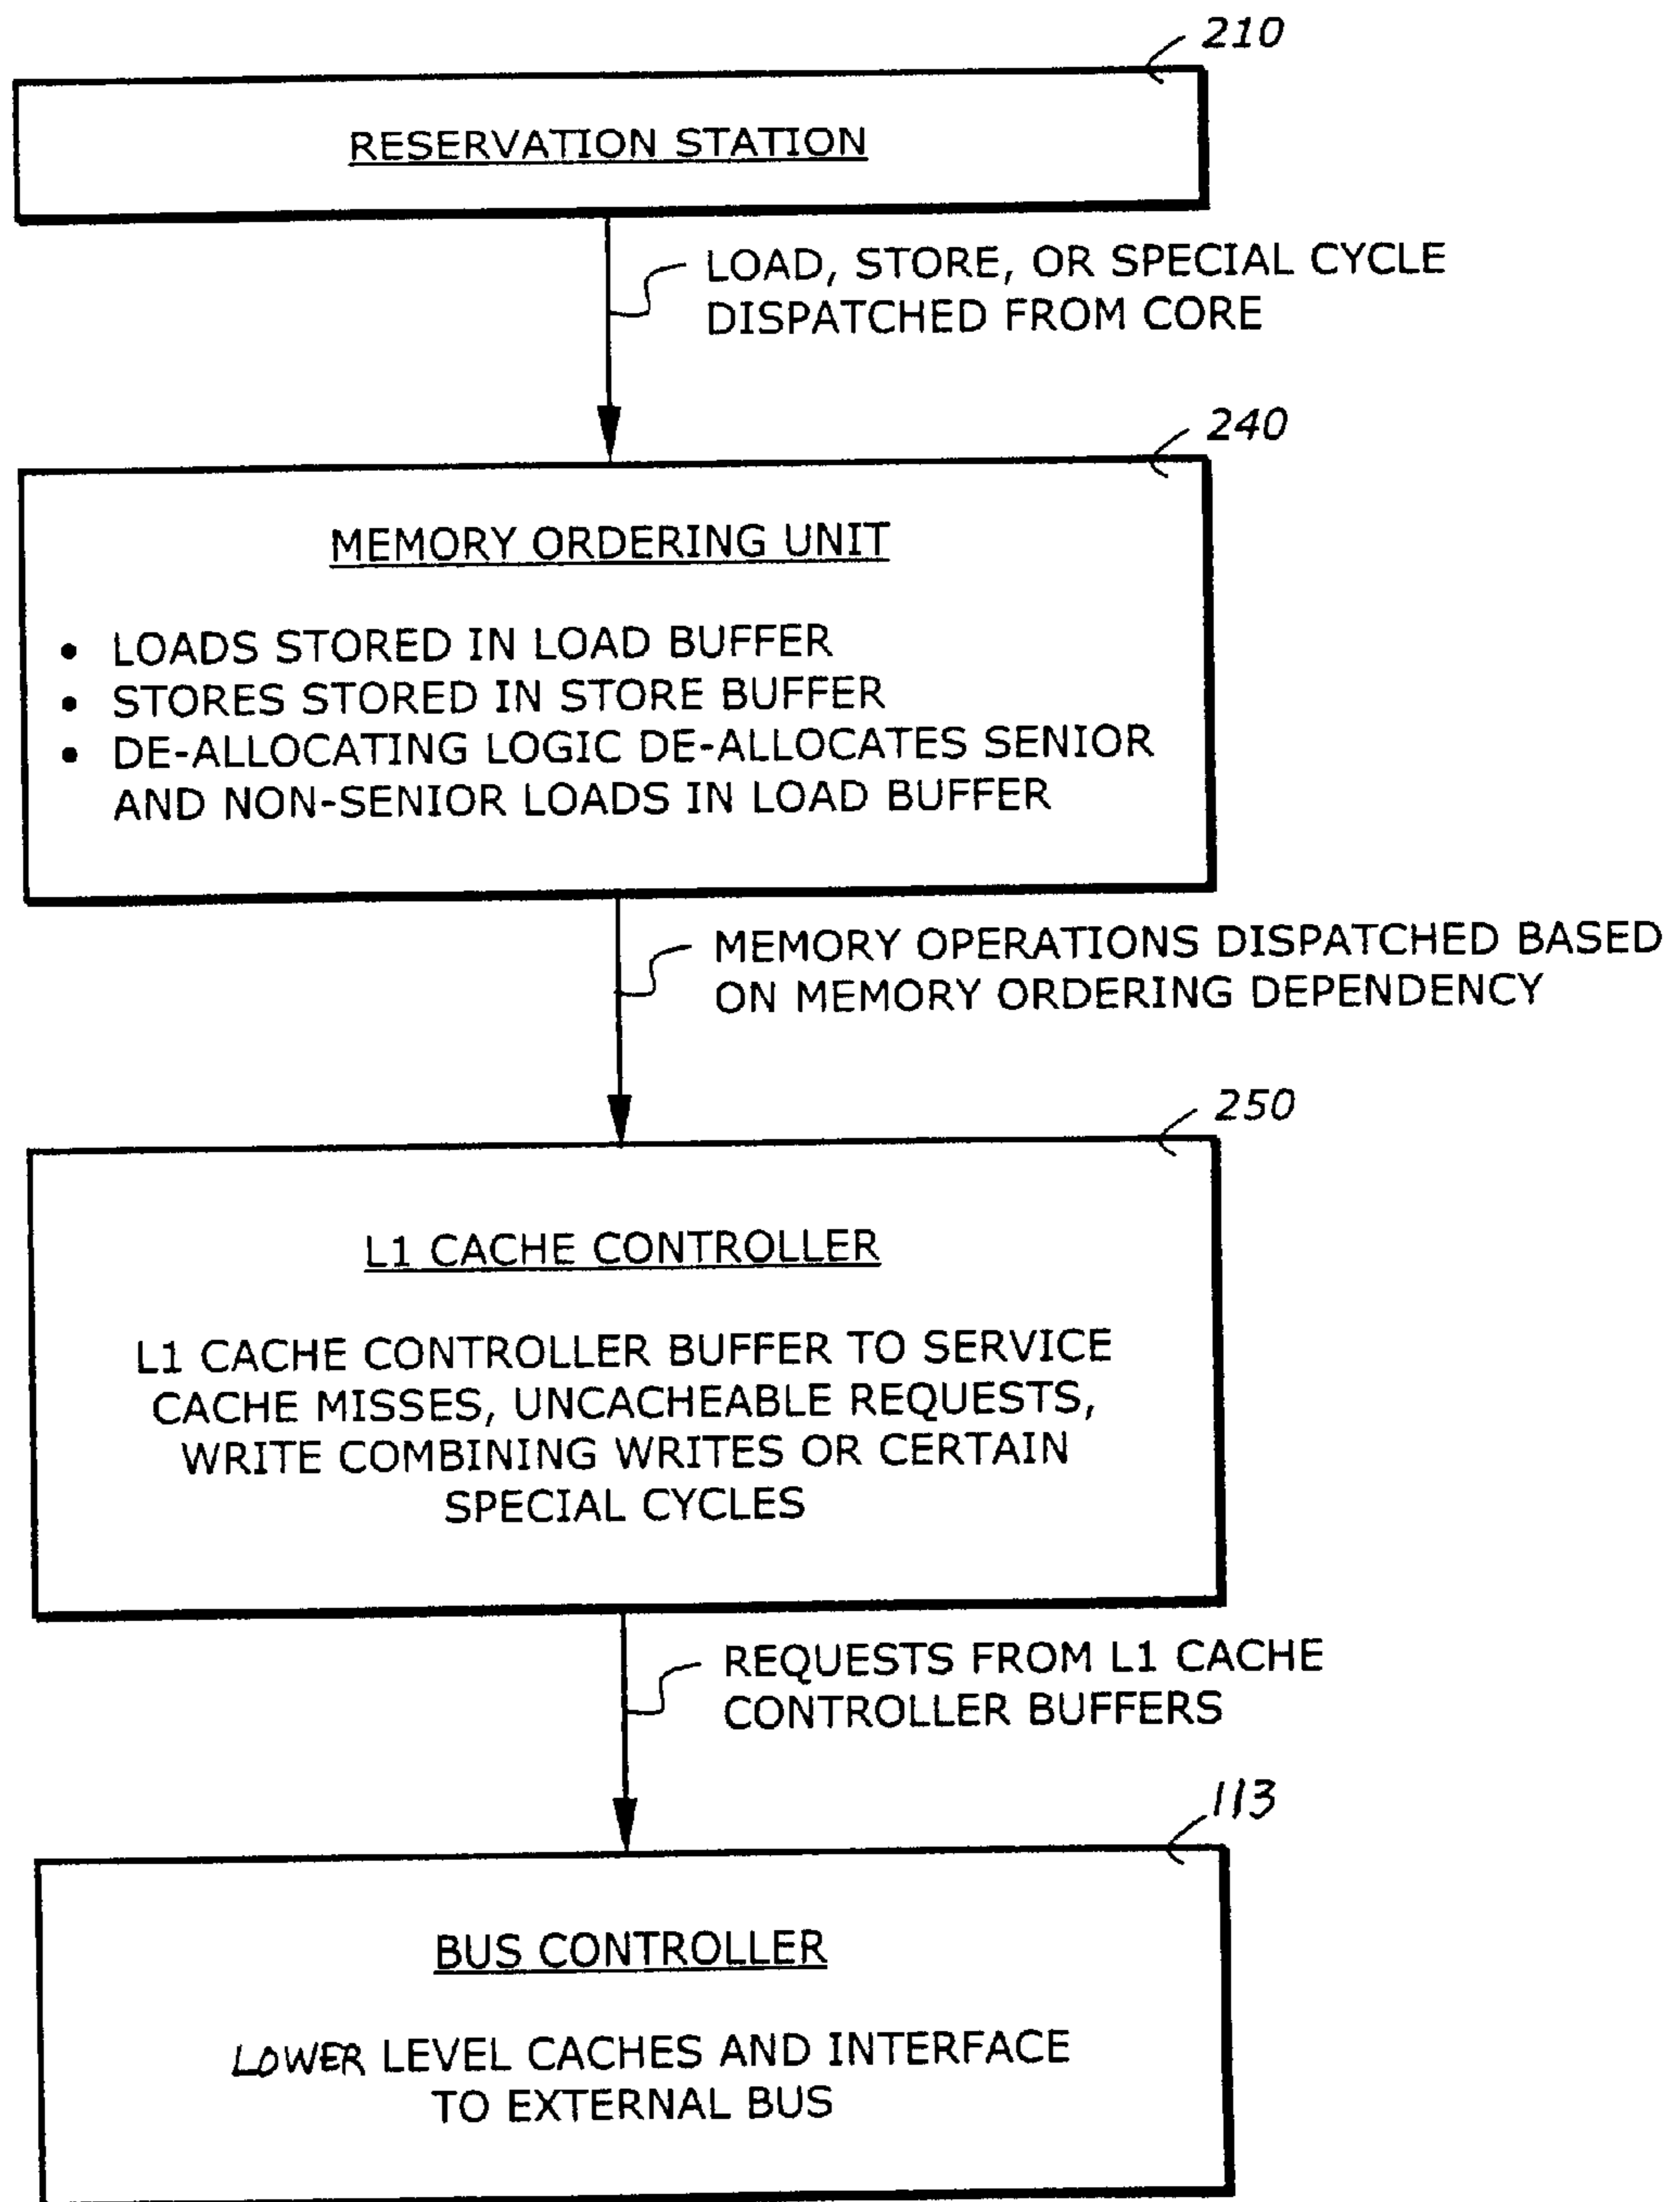 210
RESERVATION STATION
LOAD, STORE, OR SPECIAL CYCLE
DISPATCHED FROM CORE
240
MEMORY ORDERING UNIT
• LOADS STORED IN LOAD BUFFER
• STORES STORED IN STORE BUFFER
• DE-ALLOCATING LOGIC DE-ALLOCATES SENIOR
AND NON-SENIOR LOADS IN LOAD BUFFER
MEMORY OPERATIONS DISPATCHED BASED
ON MEMORY ORDERING DEPENDENCY
250
L1 CACHE CONTROLLER
L1 CACHE CONTROLLER BUFFER TO SERVICE
CACHE MISSES, UNCACHEABLE REQUESTS,
WRITE COMBINING WRITES OR CERTAIN
SPECIAL CYCLES
REQUESTS FROM L1 CACHE
CONTROLLER BUFFERS
113
BUS CONTROLLER
LOWER LEVEL CACHES AND INTERFACE
TO EXTERNAL BUS